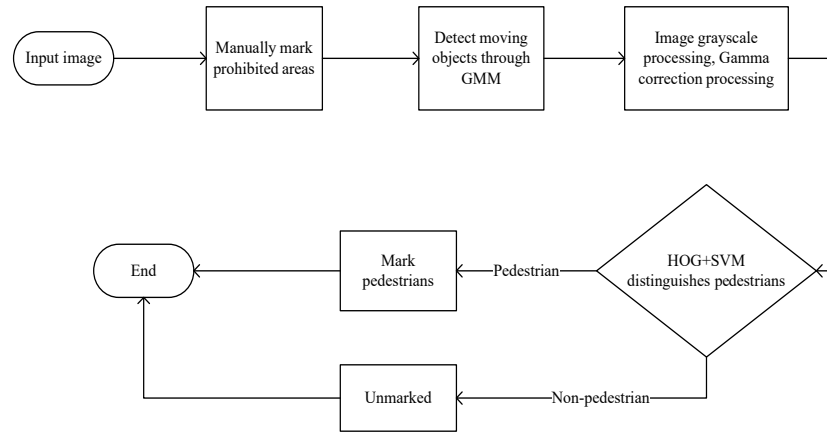 Input image
Manually mark
prohibited areas
Detect moving
objects through
GMM
Image grayscale
processing, Gamma
correction processing
HOG+SVM
distinguishes pedestrians
Pedestrian
Mark
pedestrians
End
Non-pedestrian
Unmarked